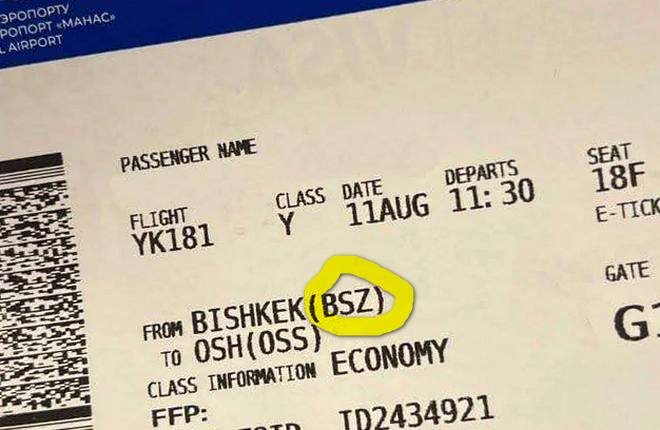 ЭРОПОРТУ
РОПОРТ «МАНАС»
L AIRPORT
PASSENGER NAME
FLIGHT CLASS DATE DEPARTS SEAT
YK181 Y 11AUG 11:30 18F
E-TICK
FROM BISHKEK(BSZ)
GATE
TO OSH(OSS)
CLASS INFORMATION ECONOMY
FFP:
ID2434921